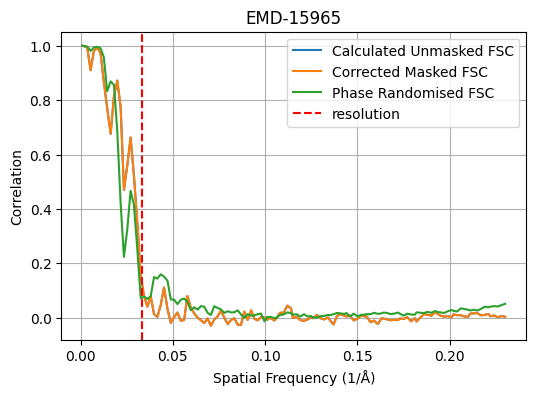 EMD-15965
Calculated Unmasked FSC
Corrected Masked FSC
Phase Randomised FSC
resolution
1.0
0.8
0.6
0.4
0.2
0.0
Correlation
0.00
0.05
0.10
0.15
0.20
Spatial Frequency (1/Å)